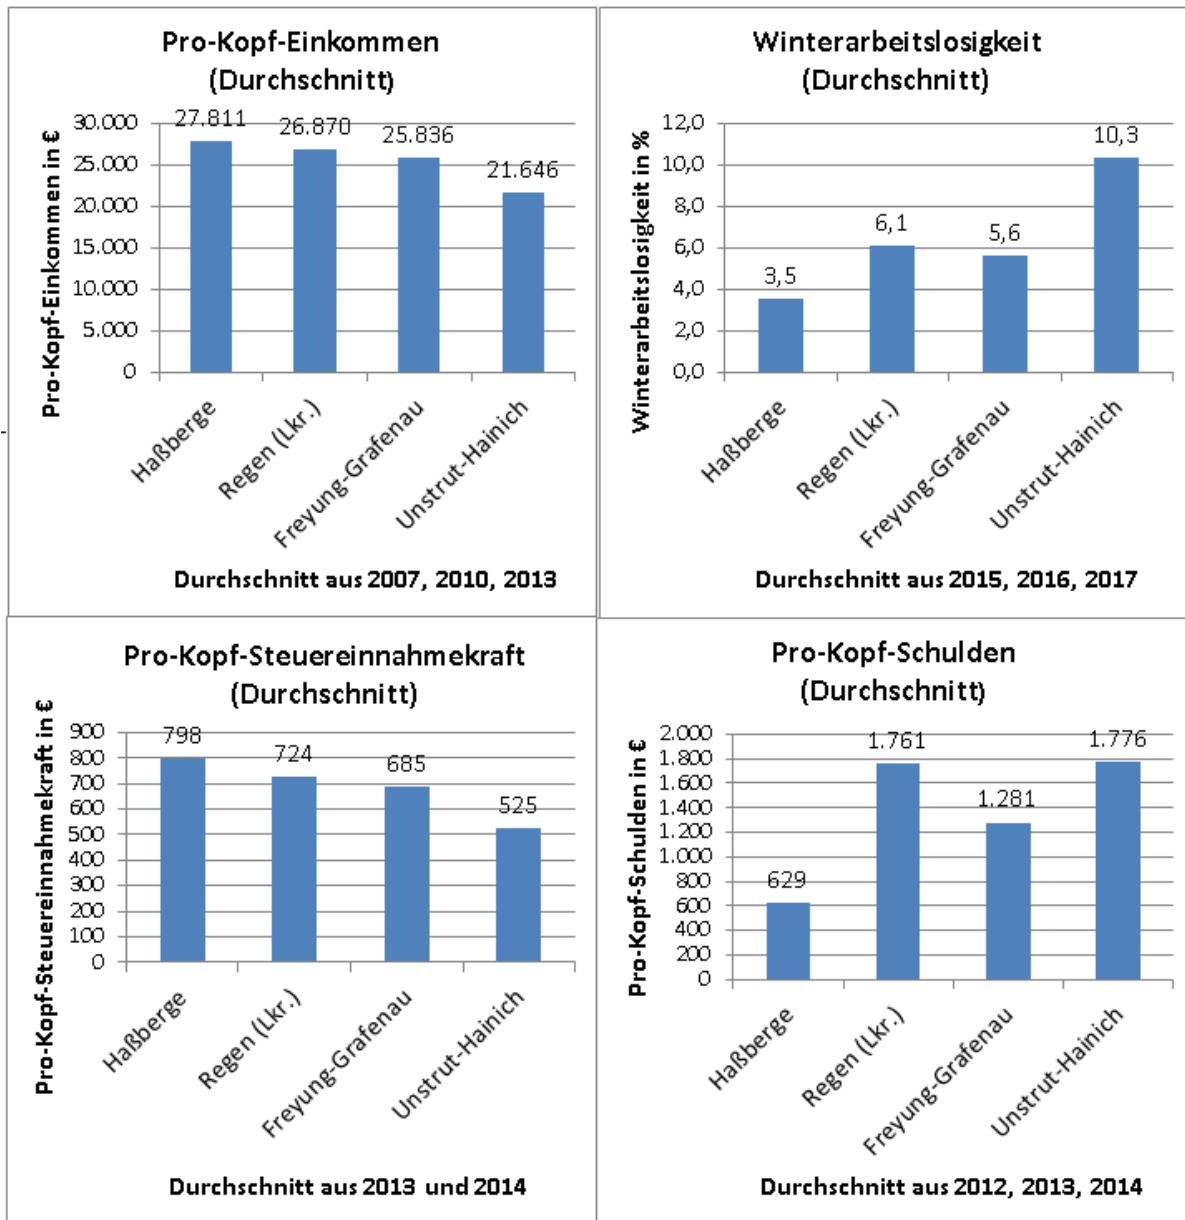 Pro-Kopf-Einkommen
(Durchschnitt)
Pro-Kopf-Einkommen in €
30.000
25.000
20.000
15.000
10.000
5.000
0
27.811
26.870
25.836
21.646
Haßberge
Regen (Lkr.)
Freyung-Grafenau
Unstrut-Hainich
Durchschnitt aus 2007, 2010, 2013
Winterarbeitslosigkeit
(Durchschnitt)
Winterarbeitslosigkeit in %
12,0
10,0
8,0
6,0
4,0
2,0
0,0
3,5
6,1
5,6
10,3
Haßberge
Regen (Lkr.)
Freyung-Grafenau
Unstrut-Hainich
Durchschnitt aus 2015, 2016, 2017
Pro-Kopf-Steuereinnahmekraft
(Durchschnitt)
Pro-Kopf-Steuereinnahmekraft in €
900
800
700
600
500
400
300
200
100
0
798
724
685
525
Haßberge
Regen (Lkr.)
Freyung-Grafenau
Unstrut-Hainich
Durchschnitt aus 2013 und 2014
Pro-Kopf-Schulden
(Durchschnitt)
Pro-Kopf-Schulden in €
2.000
1.800
1.600
1.400
1.200
1.000
800
600
400
200
0
629
1.761
1.281
1.776
Haßberge
Regen (Lkr.)
Freyung-Grafenau
Unstrut-Hainich
Durchschnitt aus 2012, 2013, 2014